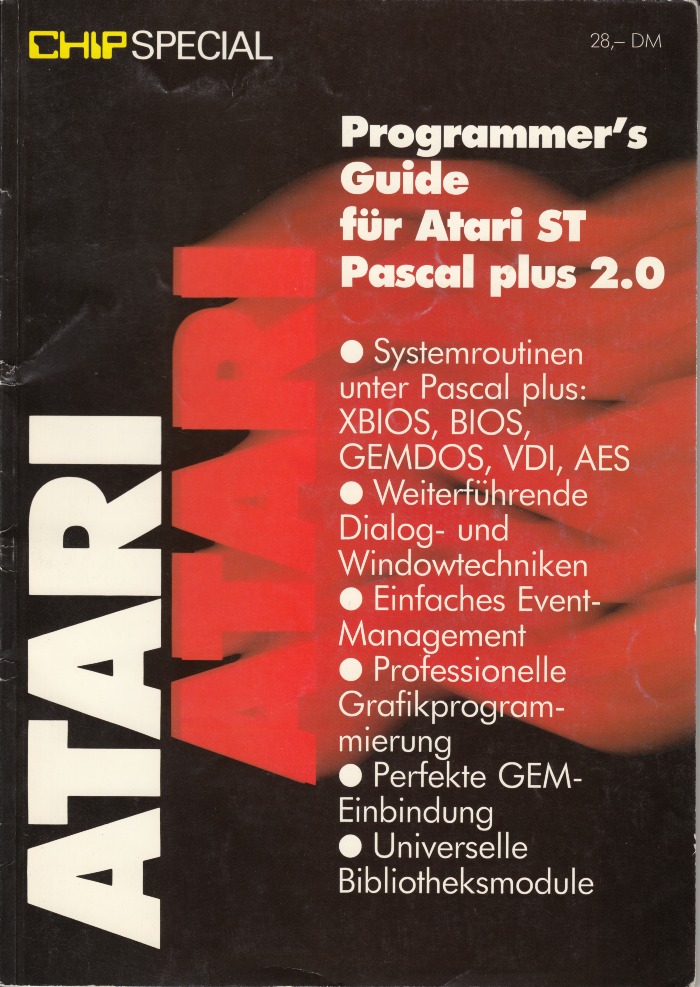 CHIP SPECIAL
28,– DM
Programmer's
Guide
für Atari ST
Pascal plus 2.0
● Systemroutinen
unter Pascal plus:
XBIOS, BIOS,
GEMDOS, VDI, AES
● Weiterführende
Dialog- und
Windowtechniken
● Einfaches Event-
Management
● Professionelle
Grafikprogram-
mierung
● Perfekte GEM-
Einbindung
● Universelle
Bibliotheksmodule
ATARI
ATARI